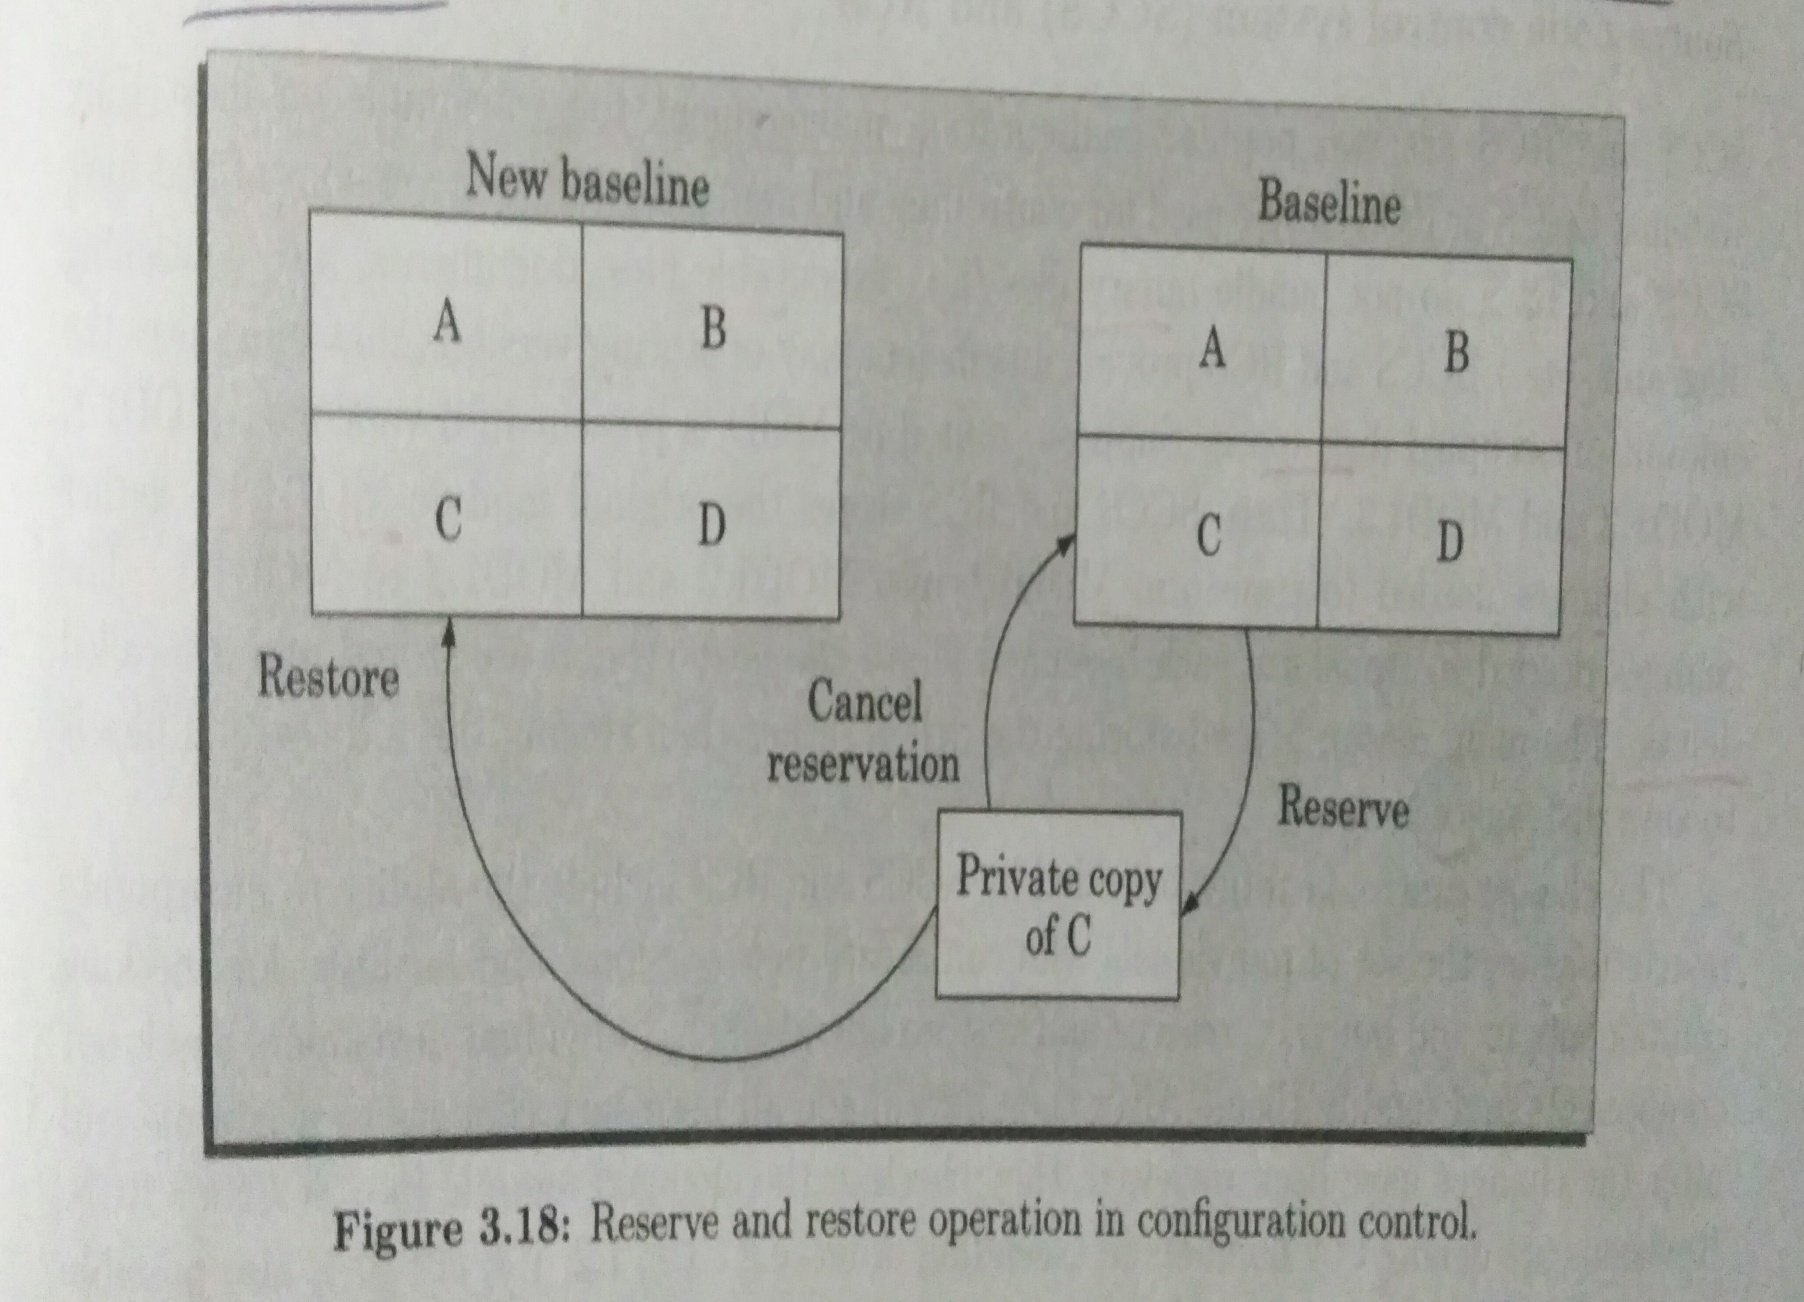 New baseline
Baseline
A
B
C
D
A
B
C
D
Restore
Cancel
reservation
Reserve
Private copy
of C
Figure 3.18: Reserve and restore operation in configuration control.